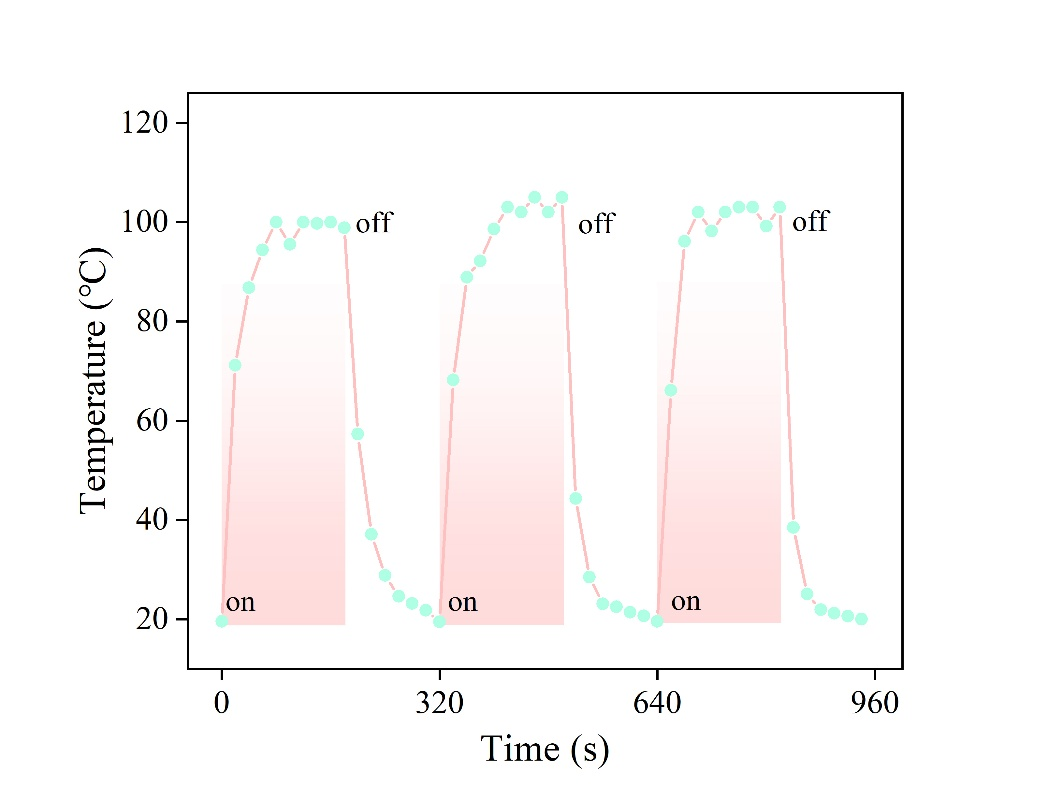 120
100
80
60
40
20
Temperature (°C)
off
off
off
on
on
on
0
320
640
960
Time (s)